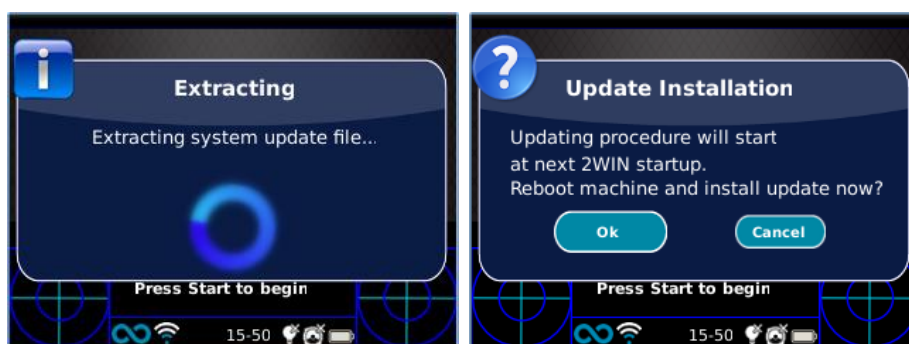 Extracting
Extracting system update file...
Press Start to begin
15-50
Update Installation
Updating procedure will start
at next 2WIN startup.
Reboot machine and install update now?
Ok
Cancel
Press Start to begin
15-50